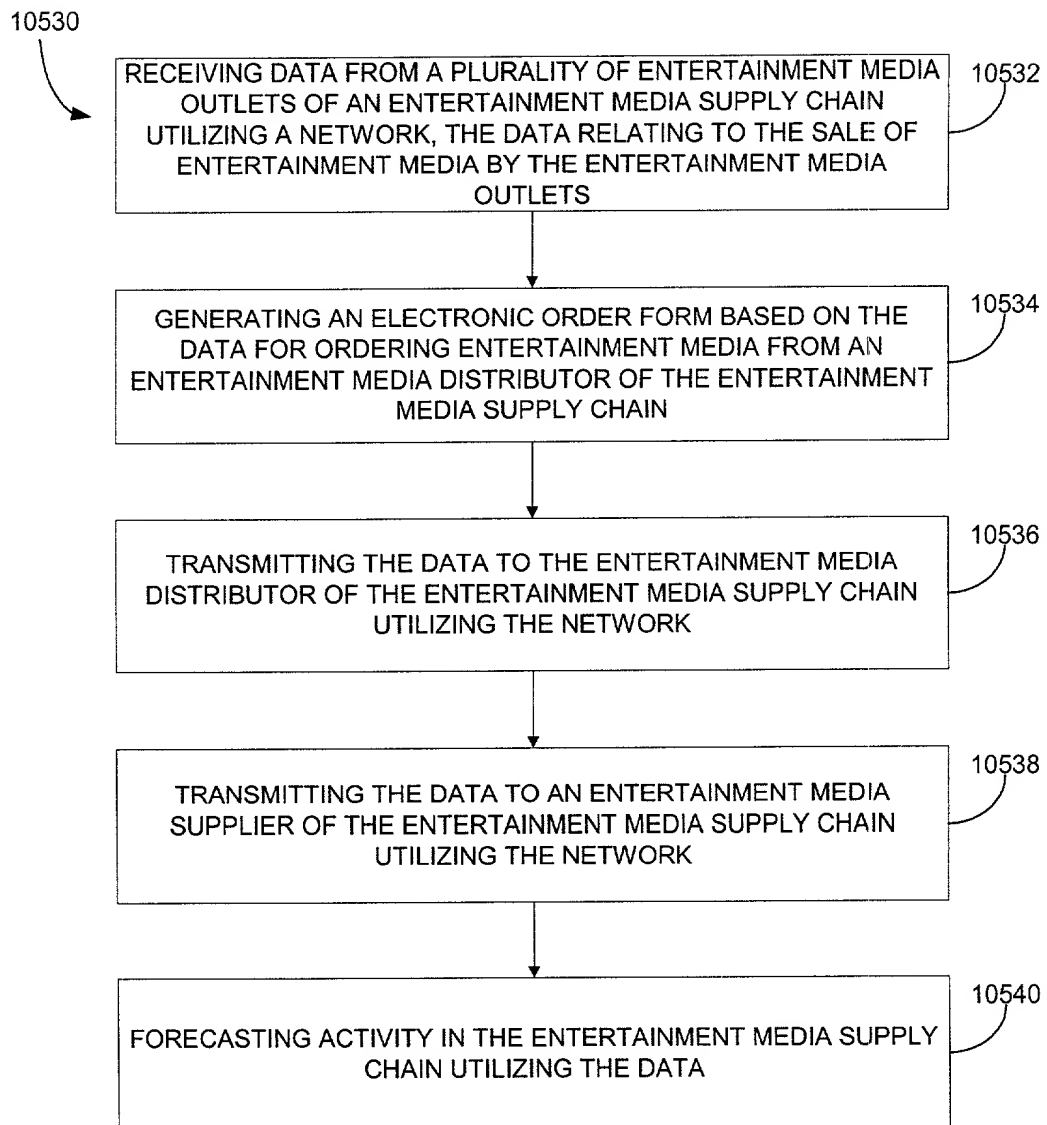 10530
RECEIVING DATA FROM A PLURALITY OF ENTERTAINMENT MEDIA
OUTLETS OF AN ENTERTAINMENT MEDIA SUPPLY CHAIN
UTILIZING A NETWORK, THE DATA RELATING TO THE SALE OF
ENTERTAINMENT MEDIA BY THE ENTERTAINMENT MEDIA
OUTLETS
10532
GENERATING AN ELECTRONIC ORDER FORM BASED ON THE
DATA FOR ORDERING ENTERTAINMENT MEDIA FROM AN
ENTERTAINMENT MEDIA DISTRIBUTOR OF THE ENTERTAINMENT
MEDIA SUPPLY CHAIN
10534
TRANSMITTING THE DATA TO THE ENTERTAINMENT MEDIA
DISTRIBUTOR OF THE ENTERTAINMENT MEDIA SUPPLY CHAIN
UTILIZING THE NETWORK
10536
TRANSMITTING THE DATA TO AN ENTERTAINMENT MEDIA
SUPPLIER OF THE ENTERTAINMENT MEDIA SUPPLY CHAIN
UTILIZING THE NETWORK
10538
FORECASTING ACTIVITY IN THE ENTERTAINMENT MEDIA SUPPLY
CHAIN UTILIZING THE DATA
10540